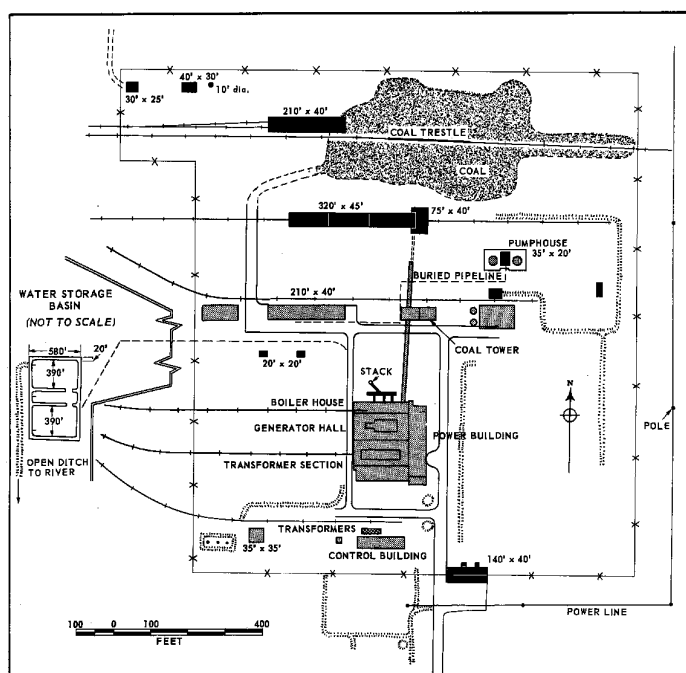 40' x 30'
10' dia.
30' x 25'
210' x 40'
COAL TRESTLE
COAL
320' x 45'
75' x 40'
PUMPHOUSE
35' x 20'
BURIED PIPELINE
WATER STORAGE
BASIN
(NOT TO SCALE)
210' x 40'
COAL TOWER
580'
20'
390'
390'
20' x 20'
STACK
N
BOILER HOUSE
GENERATOR HALL
POWER BUILDING
POLE
TRANSFORMER SECTION
OPEN DITCH
TO RIVER
TRANSFORMERS
35' x 35'
CONTROL BUILDING
140' x 40'
POWER LINE
100 0 100 400
FEET